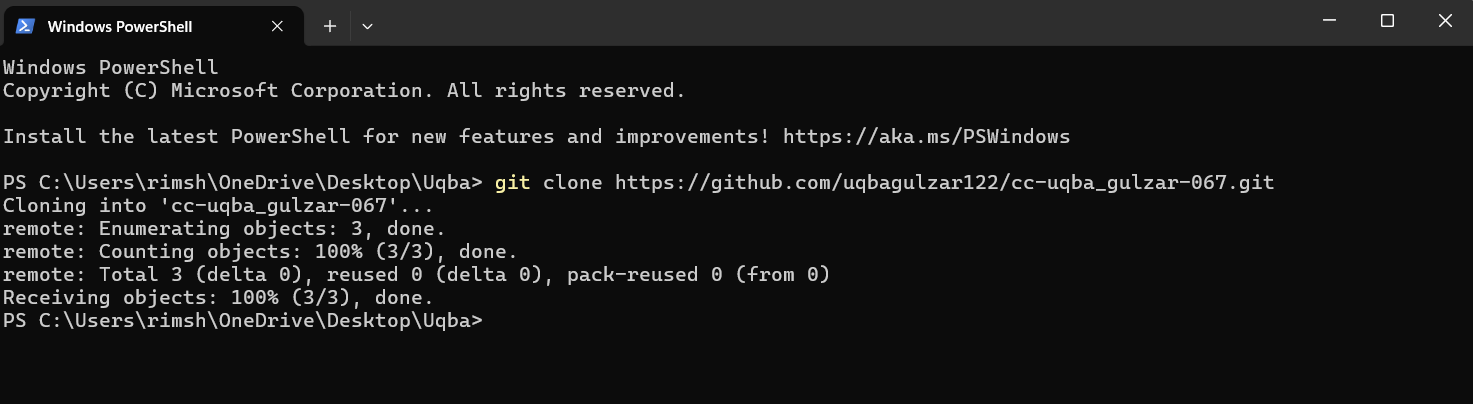 Windows PowerShell
Windows PowerShell
Copyright (C) Microsoft Corporation. All rights reserved.
Install the latest PowerShell for new features and improvements! https://aka.ms/PSWindows
PS C:\Users\rimsh\OneDrive\Desktop\Uqba> git clone https://github.com/uqbagulzar122/cc-uqba_gulzar-067.git
Cloning into 'cc-uqba_gulzar-067'...
remote: Enumerating objects: 3, done.
remote: Counting objects: 100% (3/3), done.
remote: Total 3 (delta 0), reused 0 (delta 0), pack-reused 0 (from 0)
Receiving objects: 100% (3/3), done.
PS C:\Users\rimsh\OneDrive\Desktop\Uqba>